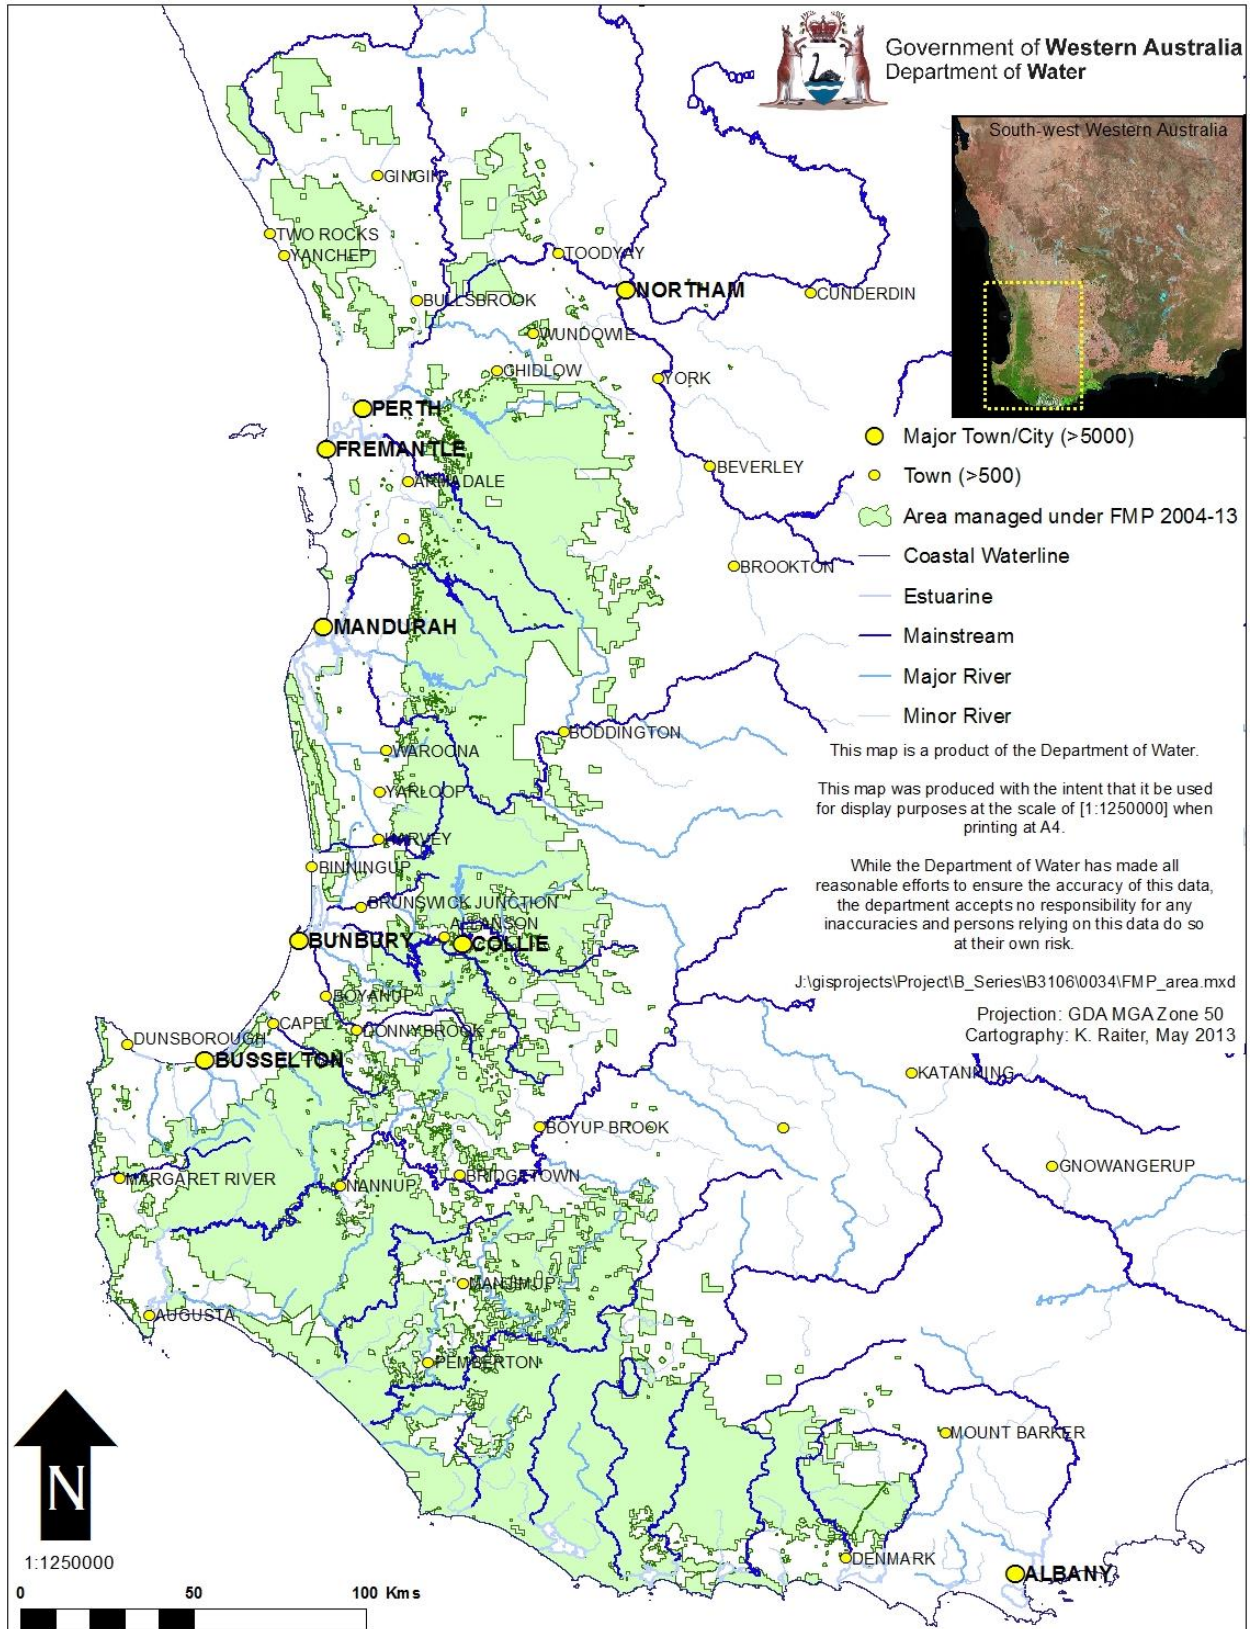 Government of Western Australia
Department of Water
South-west Western Australia
GINGIN
TWO ROCKS
YANCHEP
TOODYAY
BULLSBROOK
NORTHAM
CUNDERDIN
WUNDOWIE
CHIDLOW
YORK
PERTH
FREMANTLE
BEVERLEY
ARMADALE
BROOKTON
MANDURAH
Major Town/City (>5000)
Town (>500)
Area managed under FMP 2004-13
Coastal Waterline
Estuarine
Mainstream
Major River
Minor River
This map is a product of the Department of Water.
This map was produced with the intent that it be used
for display purposes at the scale of [1:1250000] when
printing at A4.
While the Department of Water has made all
reasonable efforts to ensure the accuracy of this data,
the department accepts no responsibility for any
inaccuracies and persons relying on this data do so
at their own risk.
J:\gisprojects\Project\B_Series\B3106\0034\FMP_area.mxd
Projection: GDA MGA Zone 50
Cartography: K. Raiter, May 2013
BODDINGTON
WAROONA
YARLOOP
HARVEY
BINNINGUP
BRUNSWICK JUNCTION
ALLANSON
BUNBURY
COLLIE
BOYANUP
CAPEL
DONNYBROOK
DUNSBOROUGH
BUSSELTON
KATANNING
BOYUP BROOK
GNOWANGERUP
MARGARET RIVER
NANNUP
BRIDGETOWN
MANJIMUP
AUGUSTA
PEMBERTON
MOUNT BARKER
DENMARK
ALBANY
N
1:1250000
0 50 100 Kms